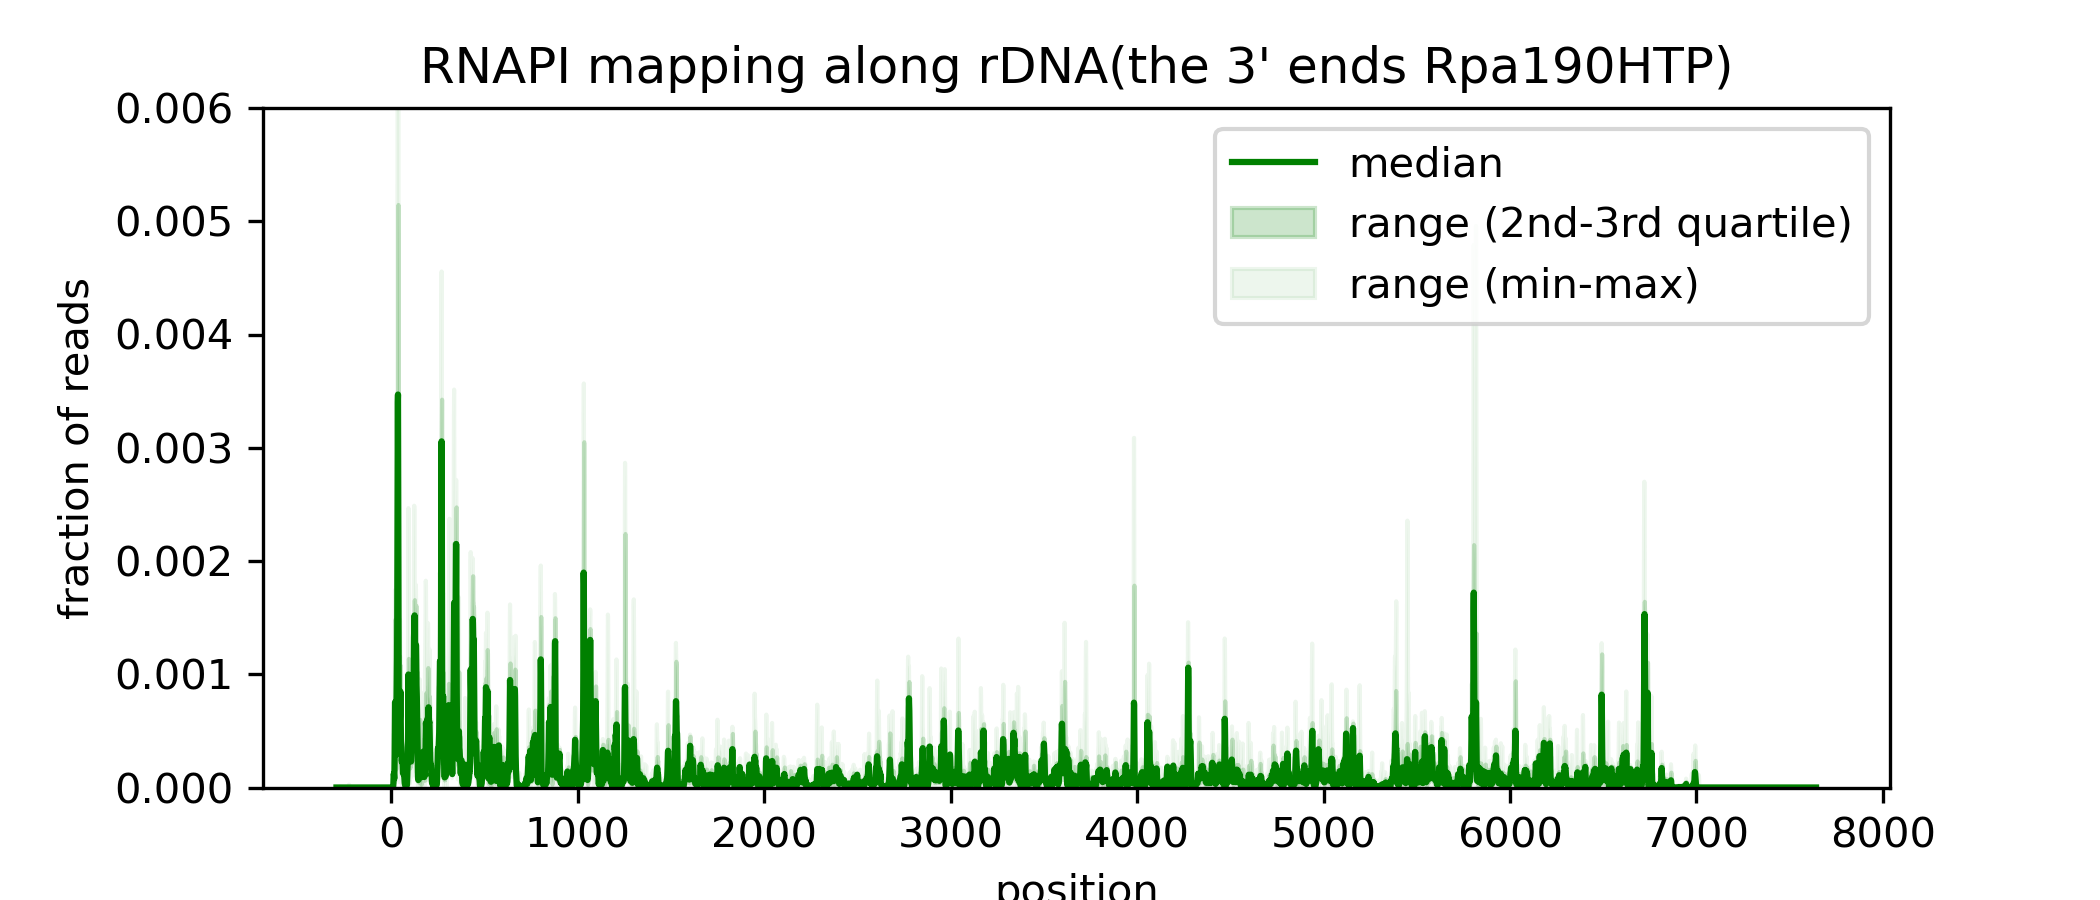 RNAPI mapping along rDNA(the 3' ends Rpa190HTP)
0.006
0.005
0.004
0.003
0.002
0.001
0.000
fraction of reads
median
range (2nd-3rd quartile)
range (min-max)
0 1000 2000 3000 4000 5000 6000 7000 8000
position